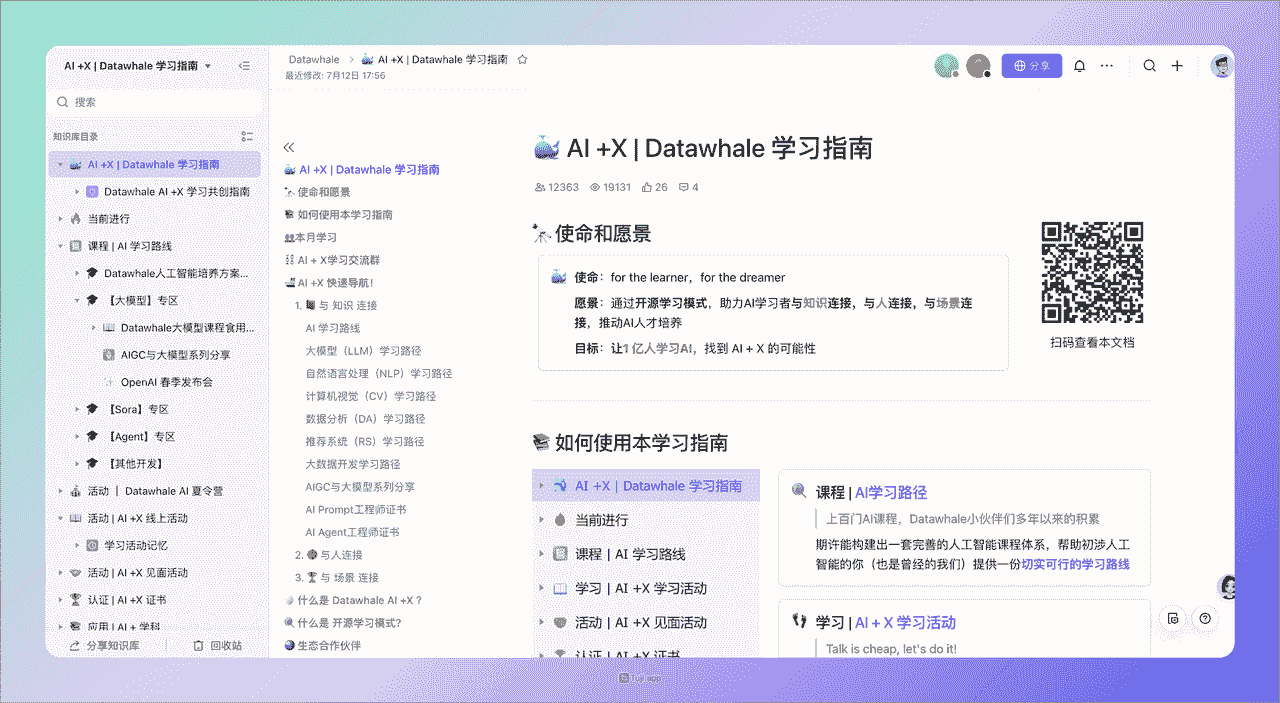 AI +X | Datawhale 学习指南
搜索
知识库目录
AI +X | Datawhale 学习指南
Datawhale AI +X 学习共创指南
当前进行
课程 | AI 学习路线
Datawhale人工智能培养方案...
【大模型】专区
Datawhale大模型课程食用...
AIGC与大模型系列分享
OpenAI 春季发布会
【Sora】专区
【Agent】专区
【其他开发】
活动 | Datawhale AI 夏令营
活动 | AI +X 线上活动
学习活动记忆
活动 | AI +X 见面活动
认证 | AI +X 证书
应用 | AI + 学科
分享知识库
回收站
Datawhale > AI +X | Datawhale 学习指南
最近修改: 7月12日 17:56
分享
AI +X | Datawhale 学习指南
使命和愿景
如何使用本学习指南
本月学习
AI + X学习交流群
AI +X 快速导航!
1. 与 知识 连接
AI 学习路线
大模型（LLM）学习路径
自然语言处理（NLP）学习路径
计算机视觉（CV）学习路径
数据分析（DA）学习路径
推荐系统（RS）学习路径
大数据开发学习路径
AIGC与大模型系列分享
AI Prompt工程师证书
AI Agent工程师证书
2. 与人连接
3. 与 场景 连接
什么是 Datawhale AI +X ?
什么是 开源学习模式?
生态合作伙伴
AI +X | Datawhale 学习指南
12363 19131 26 4
使命和愿景
使命：for the learner，for the dreamer
愿景：通过开源学习模式，助力AI学习者与知识连接，与人连接，与场景连
接，推动AI人才培养
目标：让1 亿人学习AI，找到 AI + X 的可能性
扫码查看本文档
如何使用本学习指南
AI +X | Datawhale 学习指南
当前进行
课程 | AI 学习路线
学习 | AI +X 学习活动
活动 | AI +X 见面活动
认证 | AI +X 证书
课程 | AI学习路径
上百门AI课程，Datawhale小伙伴们多年以来的积累
期许能构建出一套完善的人工智能课程体系，帮助初涉人工
智能的你（也是曾经的我们）提供一份切实可行的学习路线
学习 | AI + X 学习活动
Talk is cheap, let's do it!
Tuji.app